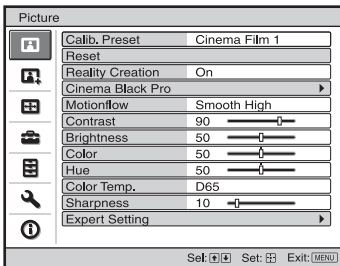 Picture
Calib. Preset Cinema Film 1
Reset
Reality Creation On
Cinema Black Pro
Motionflow Smooth High
Contrast 90
Brightness 50
Color 50
Hue 50
Color Temp. D65
Sharpness 10
Expert Setting
Sel: Set: Exit: MENU